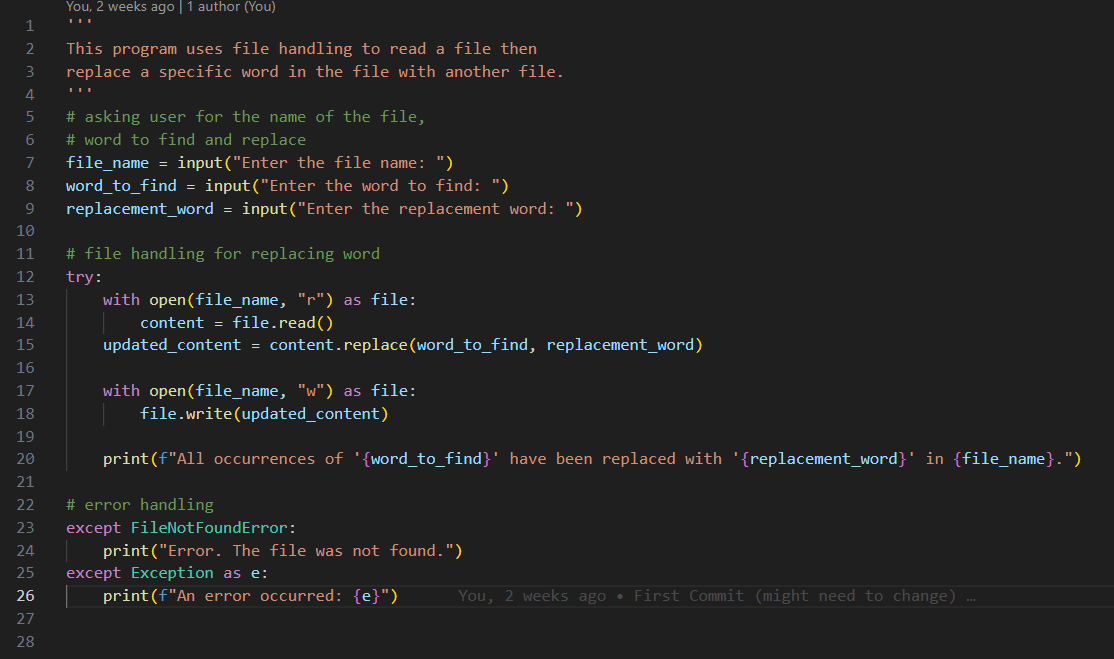 You, 2 weeks ago | 1 author (You)
1 '''
2 This program uses file handling to read a file then
3 replace a specific word in the file with another file.
4 '''
5 # asking user for the name of the file,
6 # word to find and replace
7 file_name = input("Enter the file name: ")
8 word_to_find = input("Enter the word to find: ")
9 replacement_word = input("Enter the replacement word: ")
10
11 # file handling for replacing word
12 try:
13     with open(file_name, "r") as file:
14         content = file.read()
15     updated_content = content.replace(word_to_find, replacement_word)
16
17     with open(file_name, "w") as file:
18         file.write(updated_content)
19
20     print(f"All occurrences of '{word_to_find}' have been replaced with '{replacement_word}' in {file_name}.")
21
22 # error handling
23 except FileNotFoundError:
24     print("Error. The file was not found.")
25 except Exception as e:
26     print(f"An error occurred: {e}")     You, 2 weeks ago • First Commit (might need to change) …
27
28